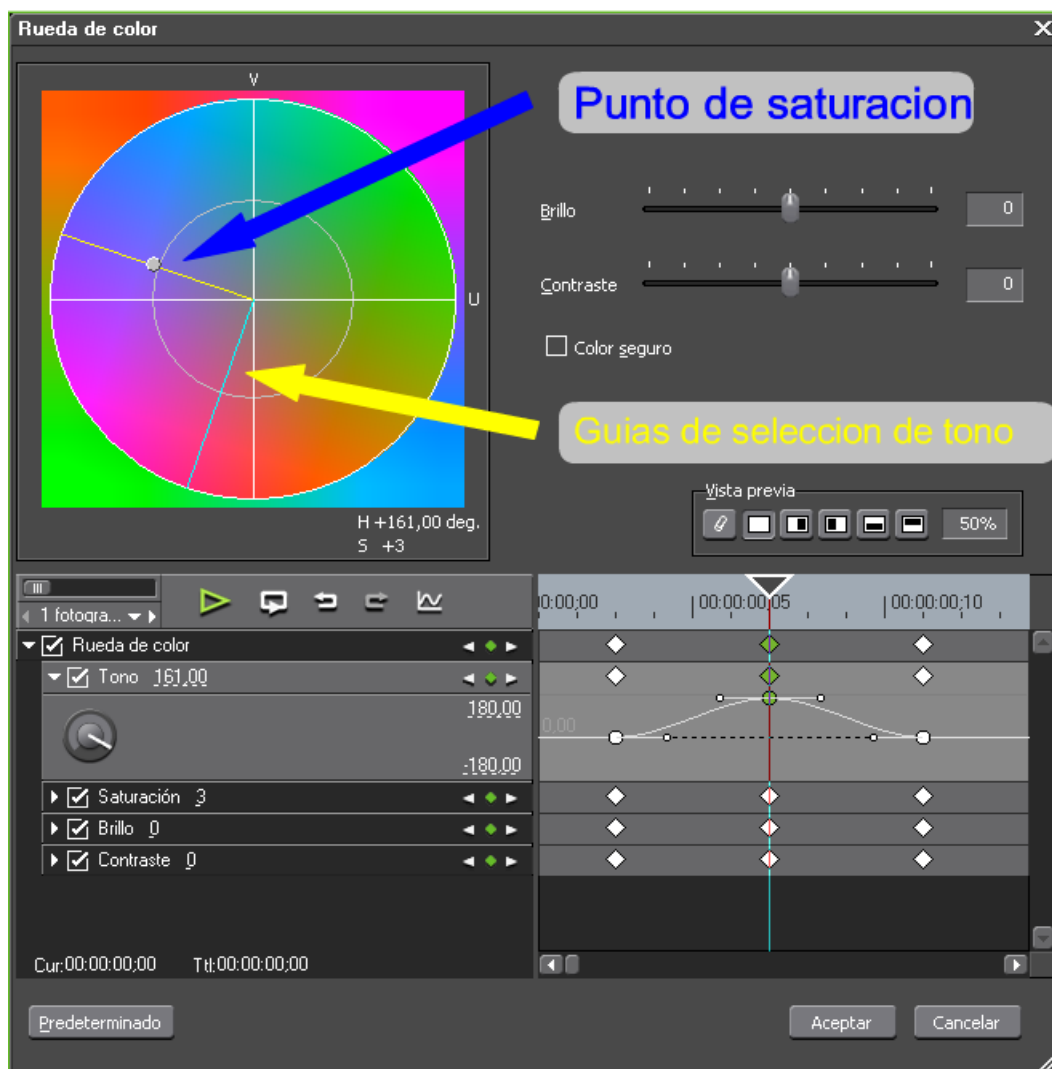 Rueda de color
V
Punto de saturacion
U
Brillo 0
Contraste 0
Color seguro
Guias de seleccion de tono
H +161,00 deg.
S +3
Vista previa
50%
1 fotogra...
0:00;00 00:00:00;05 00:00:00;10
Rueda de color
Tono 161,00
180,00
0,00
-180,00
Saturación 3
Brillo 0
Contraste 0
Cur:00:00:00;00 Ttl:00:00:00;00
Predeterminado Aceptar Cancelar